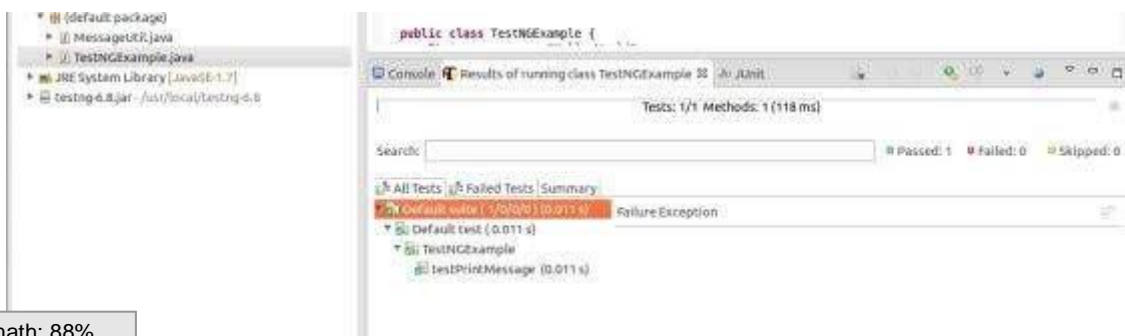 (default package)
MessageUtil.java
TestNGExample.java
JRE System Library [JavaSE-1.7]
testng-6.8.jar - /usr/local/testng-6.8
public class TestNGExample {
Console Results of running class TestNGExample JUnit
Tests: 1/1 Methods: 1 (118 ms)
Search:
Passed: 1 Failed: 0 Skipped: 0
All Tests Failed Tests Summary
Default suite ( 1/0/0/0 ) (0.011 s)
Failure Exception
Default test ( 0.011 s)
TestNGExample
testPrintMessage (0.011 s)
88%